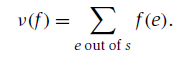 ν(f) = ∑ f(e).
e out of s